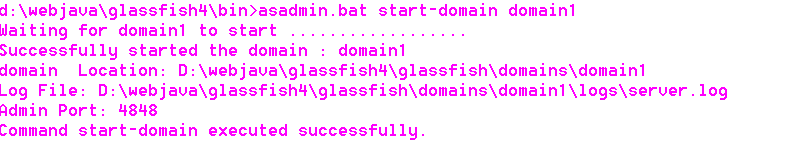 d:\webjava\glassfish4\bin>asadmin.bat start-domain domain1
Waiting for domain1 to start ..................
Successfully started the domain : domain1
domain  Location: D:\webjava\glassfish4\glassfish\domains\domain1
Log File: D:\webjava\glassfish4\glassfish\domains\domain1\logs\server.log
Admin Port: 4848
Command start-domain executed successfully.